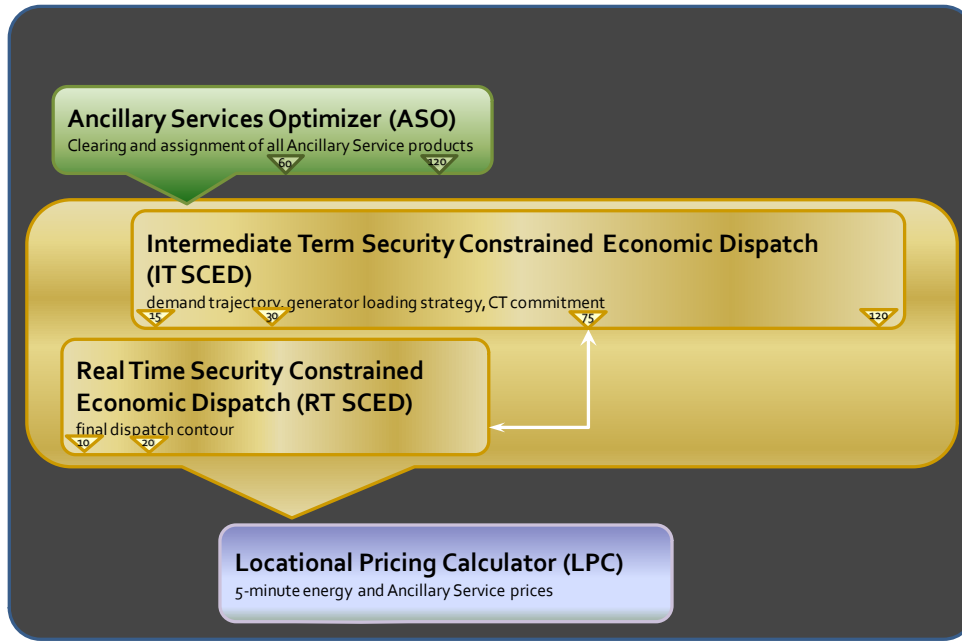 Ancillary Services Optimizer (ASO)
Clearing and assignment of all Ancillary Service products
60 120
Intermediate Term Security Constrained Economic Dispatch
(IT SCED)
demand trajectory, generator loading strategy, CT commitment
15 30 75 120
Real Time Security Constrained
Economic Dispatch (RT SCED)
final dispatch contour
10 20
Locational Pricing Calculator (LPC)
5-minute energy and Ancillary Service prices